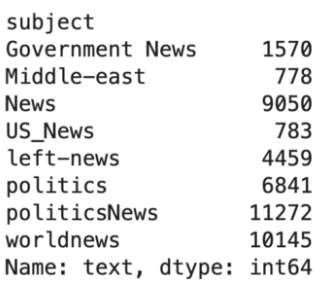 subject
Government News 1570
Middle-east 778
News 9050
US_News 783
left-news 4459
politics 6841
politicsNews 11272
worldnews 10145
Name: text, dtype: int64